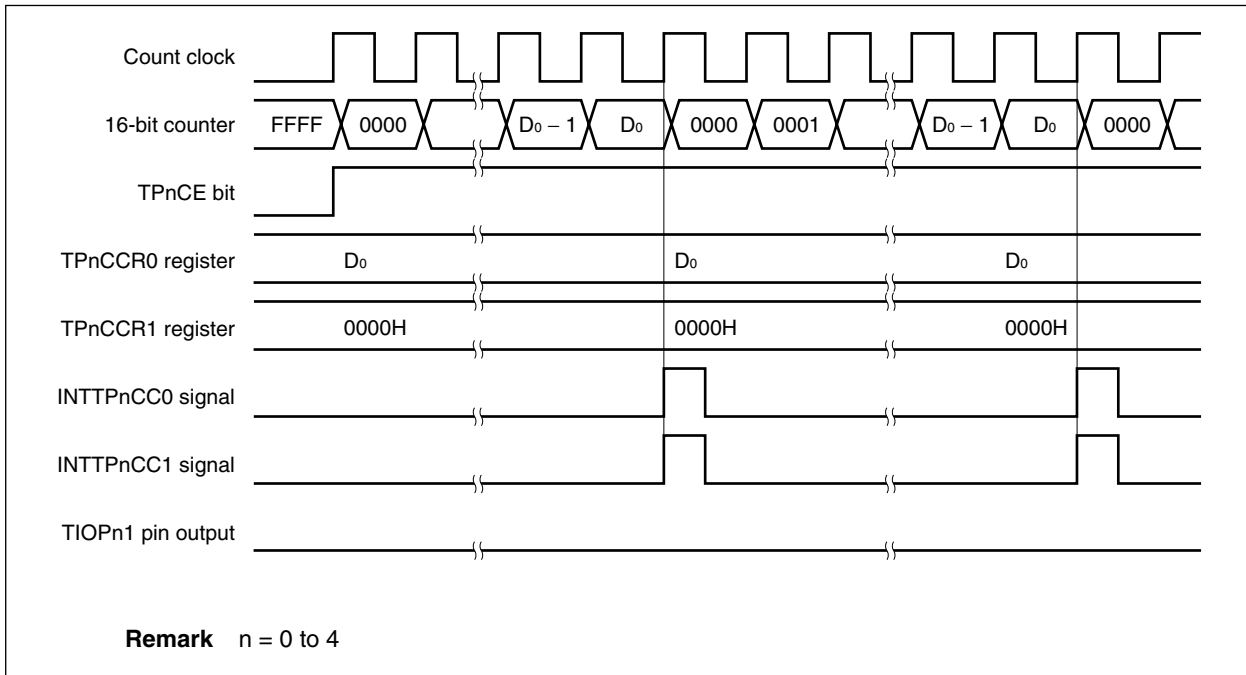 Count clock
16-bit counter FFFF 0000 D0 – 1 D0 0000 0001 D0 – 1 D0 0000
TPnCE bit
TPnCCR0 register D0 D0 D0
TPnCCR1 register 0000H 0000H 0000H
INTTPnCC0 signal
INTTPnCC1 signal
TIOPn1 pin output
Remark n = 0 to 4